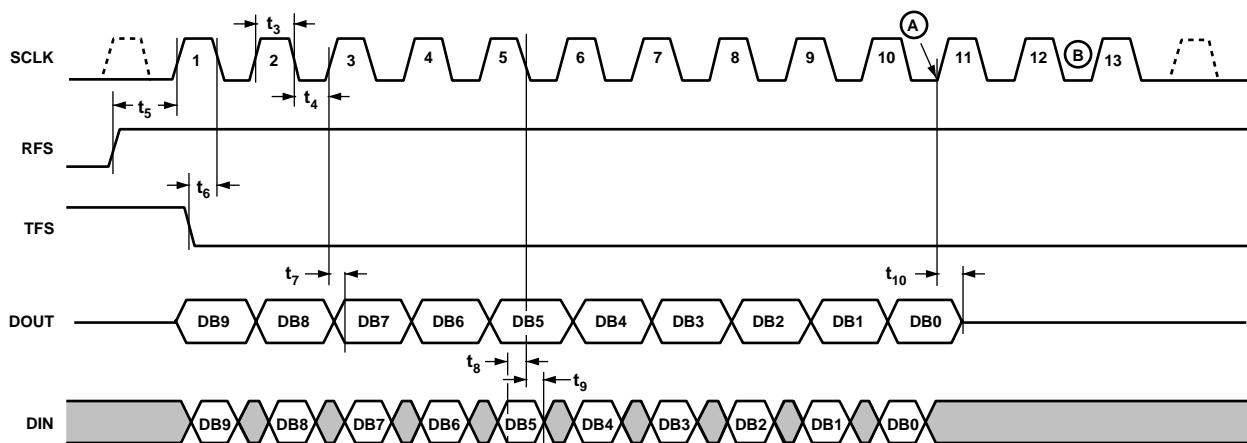 A
SCLK
1 2 3 4 5 6 7 8 9 10 11 12 B 13
t3
t4
t5
RFS
t6
TFS
t7
t10
DOUT
DB9 DB8 DB7 DB6 DB5 DB4 DB3 DB2 DB1 DB0
t8
t9
DIN
DB9 DB8 DB7 DB6 DB5 DB4 DB3 DB2 DB1 DB0